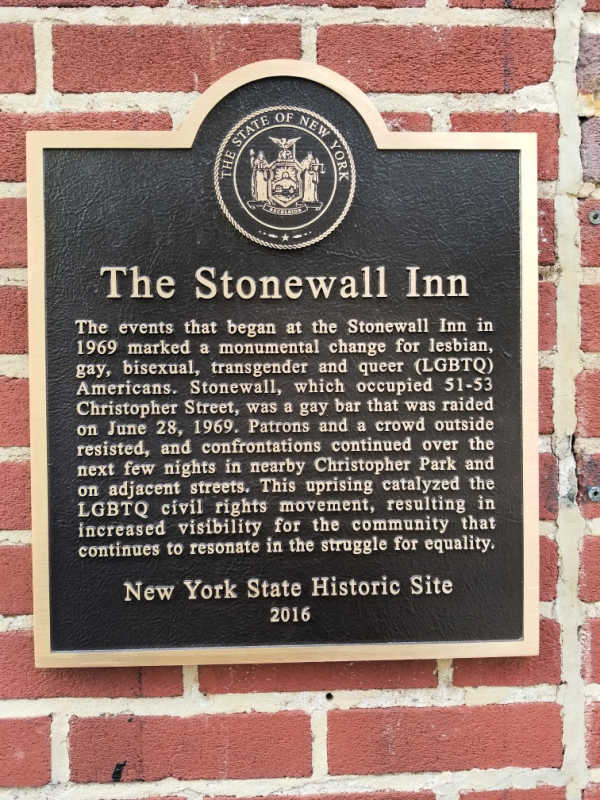 THE STATE OF NEW YORK
EXCELSIOR
The Stonewall Inn
The events that began at the Stonewall Inn in
1969 marked a monumental change for lesbian,
gay, bisexual, transgender and queer (LGBTQ)
Americans. Stonewall, which occupied 51-53
Christopher Street, was a gay bar that was raided
on June 28, 1969. Patrons and a crowd outside
resisted, and confrontations continued over the
next few nights in nearby Christopher Park and
on adjacent streets. This uprising catalyzed the
LGBTQ civil rights movement, resulting in
increased visibility for the community that
continues to resonate in the struggle for equality.
New York State Historic Site
2016